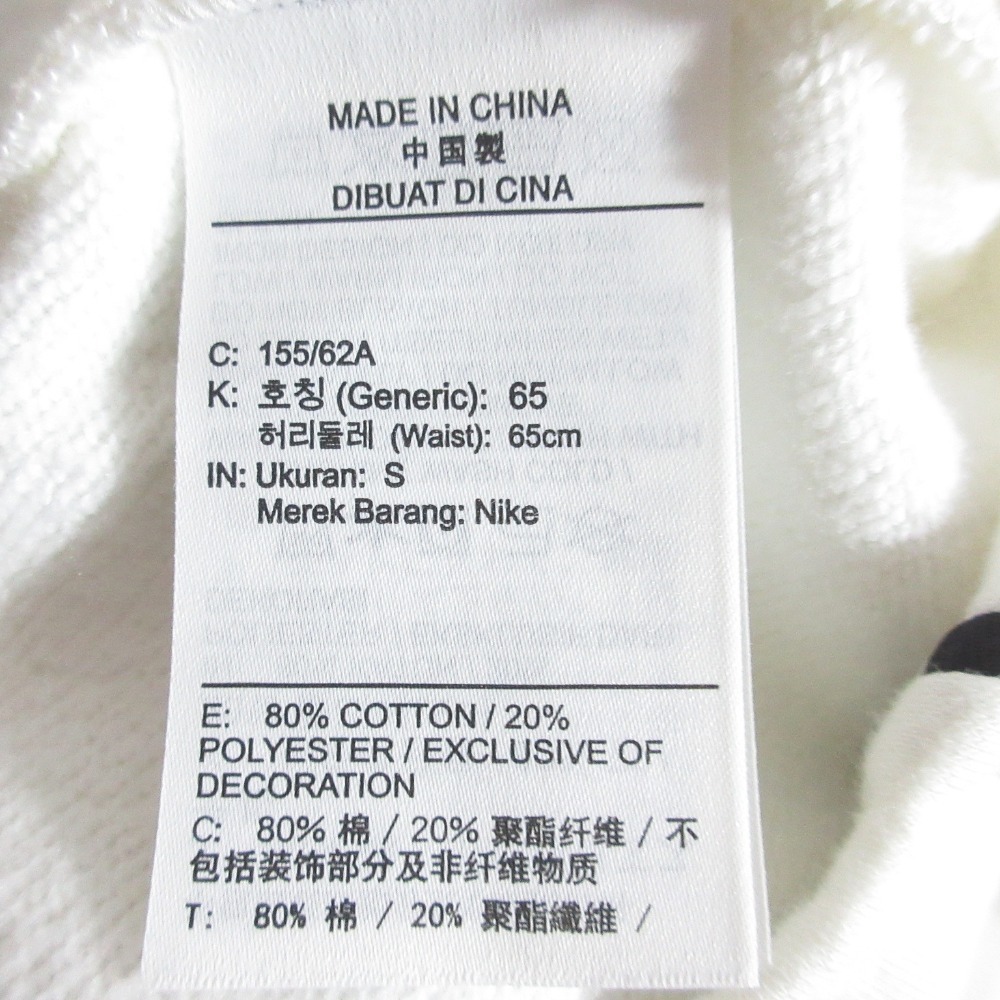 MADE IN CHINA
中国製
DIBUAT DI CINA
C: 155/62A
K: 호칭 (Generic): 65
허리둘레 (Waist): 65cm
IN: Ukuran: S
Merek Barang: Nike
E: 80% COTTON / 20%
POLYESTER / EXCLUSIVE OF
DECORATION
C: 80% 棉 / 20% 聚酯纤维 / 不
包括装饰部分及非纤维物质
T: 80% 棉 / 20% 聚酯纖維 /